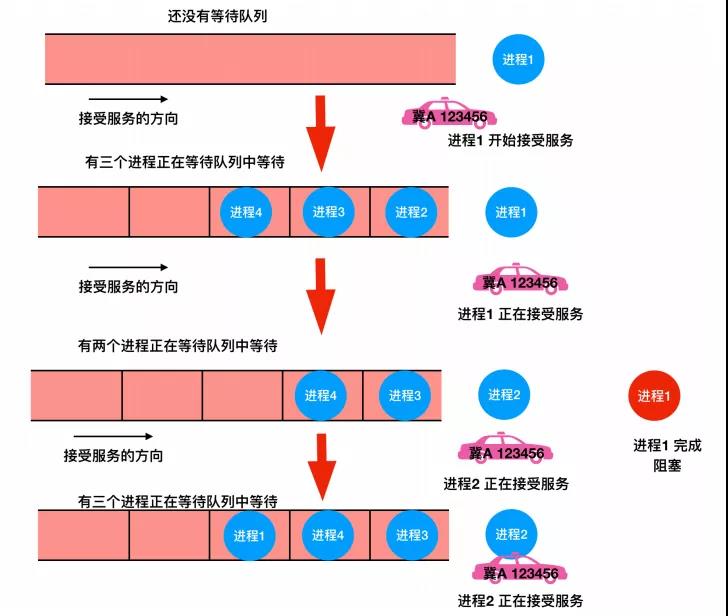 还没有等待队列
进程1
接受服务的方向
冀A 123456
进程1 开始接受服务
有三个进程正在等待队列中等待
进程4
进程3
进程2
进程1
接受服务的方向
冀A 123456
进程1 正在接受服务
有两个进程正在等待队列中等待
进程4
进程3
进程2
进程1
接受服务的方向
冀A 123456
进程2 正在接受服务
进程1 完成
阻塞
有三个进程正在等待队列中等待
进程1
进程4
进程3
进程2
冀A 123456
进程2 正在接受服务